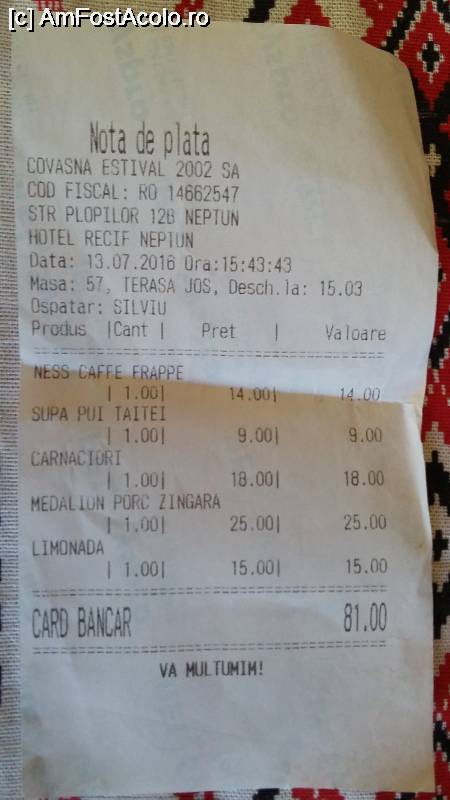 [c] AmFostAcolo.ro
Nota de plata
COVASNA ESTIVAL 2002 SA
COD FISCAL: RO 14662547
STR PLOPILOR 12B NEPTUN
HOTEL RECIF NEPTUN
Data: 13.07.2016 Ora:15:43:43
Masa: 57, TERASA JOS, Desch.la: 15.03
Ospatar: SILVIU
Produs |Cant | Pret | Valoare
NESS CAFFE FRAPPE
| 1.00| 14.00| 14.00
SUPA PUI TAITEI
| 1.00| 9.00| 9.00
CARNACIORI
| 1.00| 18.00| 18.00
MEDALION PORC ZINGARA
| 1.00| 25.00| 25.00
LIMONADA
| 1.00| 15.00| 15.00
CARD BANCAR 81.00
VA MULTUMIM!